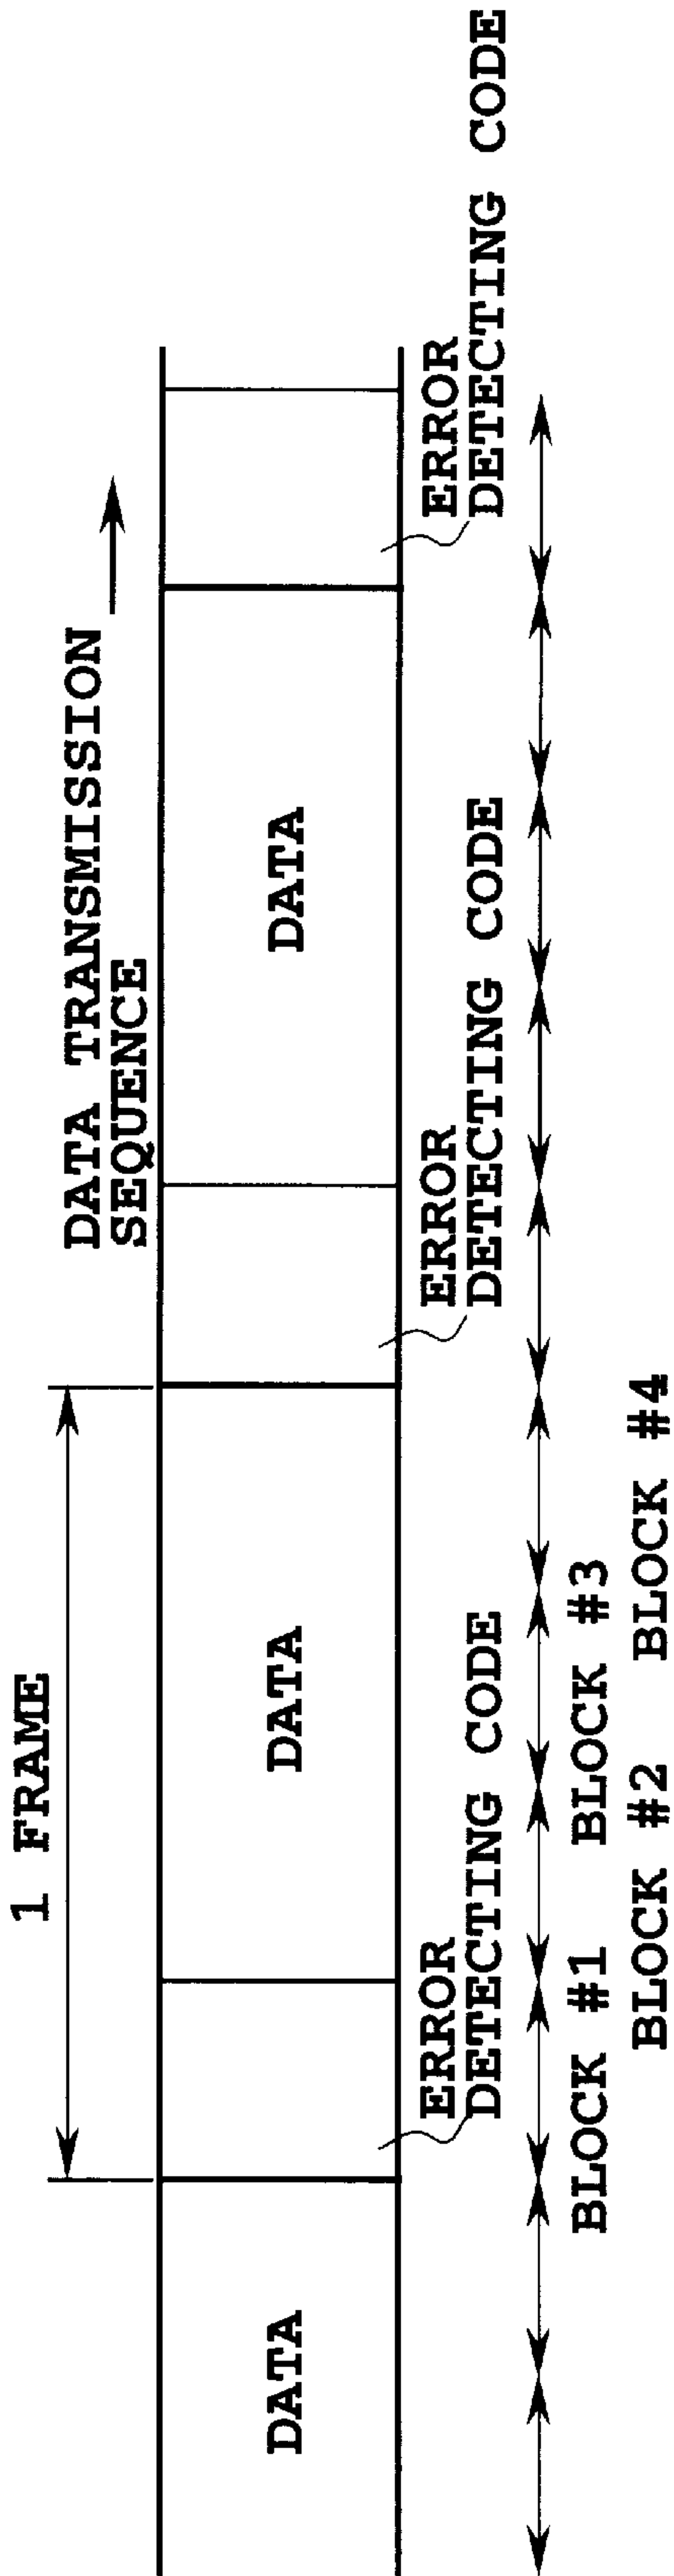 1 FRAME
DATA TRANSMISSION
SEQUENCE
DATA
DATA
DATA
ERROR
DETECTING CODE
ERROR
DETECTING CODE
ERROR
DETECTING CODE
BLOCK #1
BLOCK #3
BLOCK #2
BLOCK #4